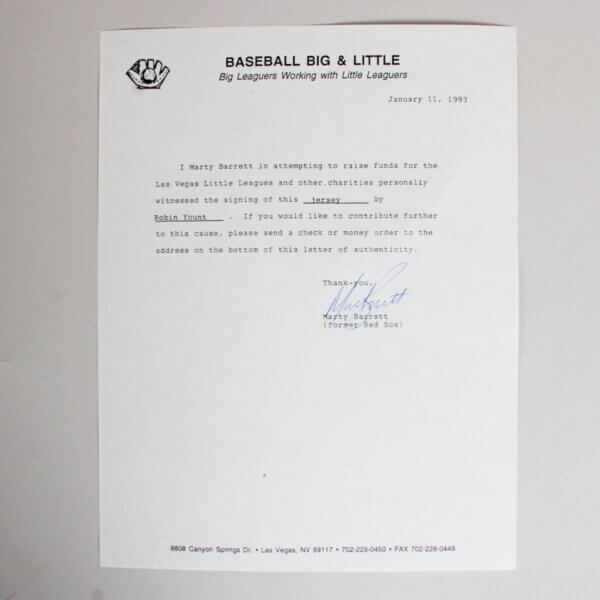 BASEBALL BIG & LITTLE
Big Leaguers Working with Little Leaguers
January 11, 1993
I Marty Barrett in attempting to raise funds for the
Las Vegas Little Leagues and other,charities personally
witnessed the signing of this jersey by
Robin Yount . If you would like to contribute further
to this cause, please send a check or money order to the
address on the bottom of this letter of authenticity.
Thank-you,
Marty Barrett
Marty Barrett
(former Red Sox)
8808 Canyon Springs Dr. • Las Vegas, NV 89117 • 702-228-0450 • FAX 702-228-0449